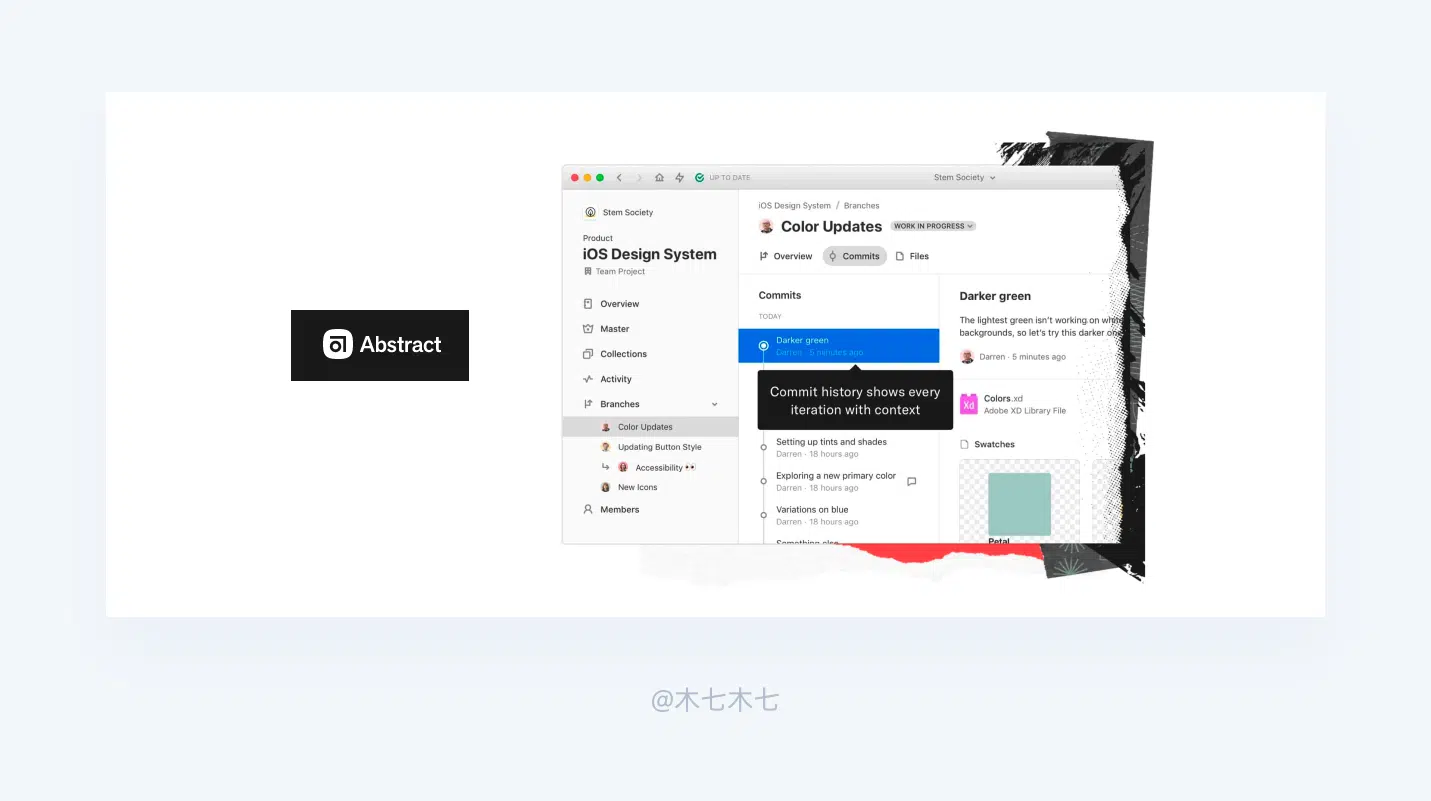 Abstract
UP TO DATE
Stem Society
Stem Society
Product
iOS Design System
Team Project
Overview
Master
Collections
Activity
Branches
Color Updates
Updating Button Style
Accessibility 👀
New Icons
Members
iOS Design System / Branches
Color Updates
WORK IN PROGRESS
Overview
Commits
Files
Commits
TODAY
Darker green
Darren · 5 minutes ago
Commit history shows every
iteration with context
Setting up tints and shades
Darren · 18 hours ago
Exploring a new primary color
Darren · 18 hours ago
Variations on blue
Darren · 18 hours ago
Something else
Darker green
The lightest green isn't working on white
backgrounds, so let's try this darker
Darren · 5 minutes ago
Xd
Colors.xd
Adobe XD Library File
Swatches
Petal
@木七木七